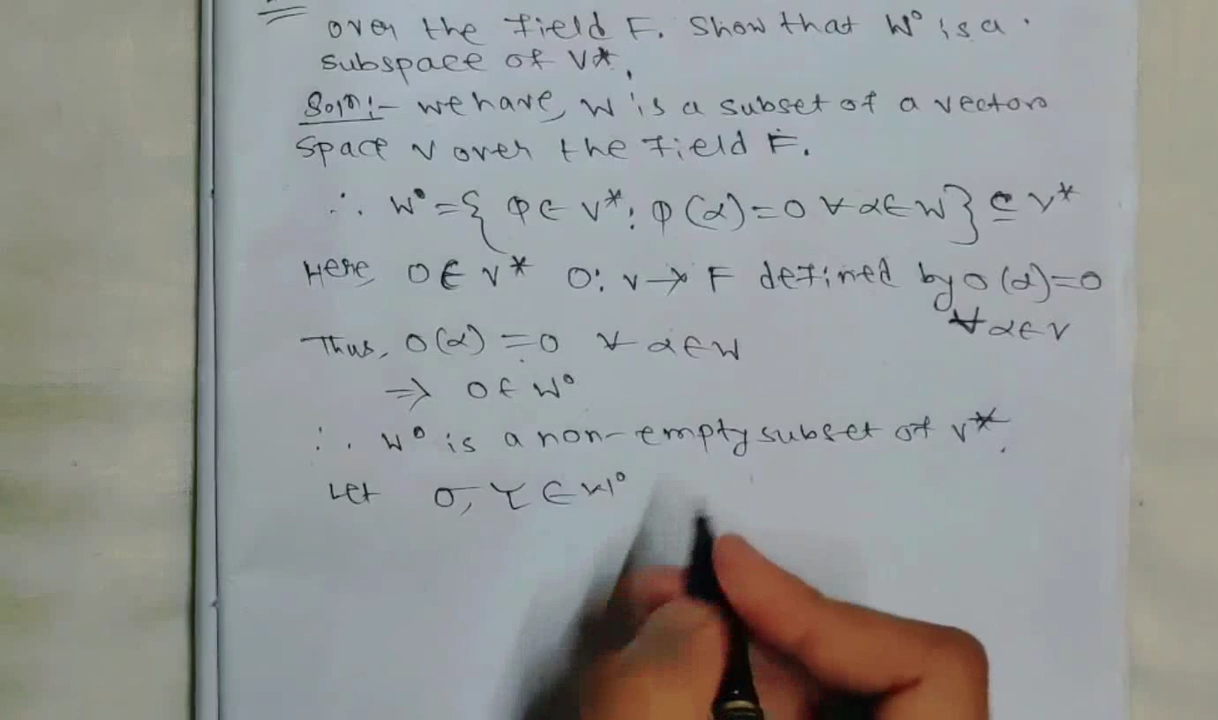 over the field F. Show that W° is a
subspace of V*.
Soln:- we have, W is a subset of a vector
space V over the field F.
∴ W° = { φ ∈ V* : φ(α) = 0 ∀ α ∈ W } ⊆ V*
Here, 0 ∈ V* 0: V → F defined by 0(α) = 0
∀ α ∈ V
Thus, 0(α) = 0 ∀ α ∈ W
⇒ 0 ∈ W°
∴ W° is a non-empty subset of V*.
Let σ, τ ∈ W°